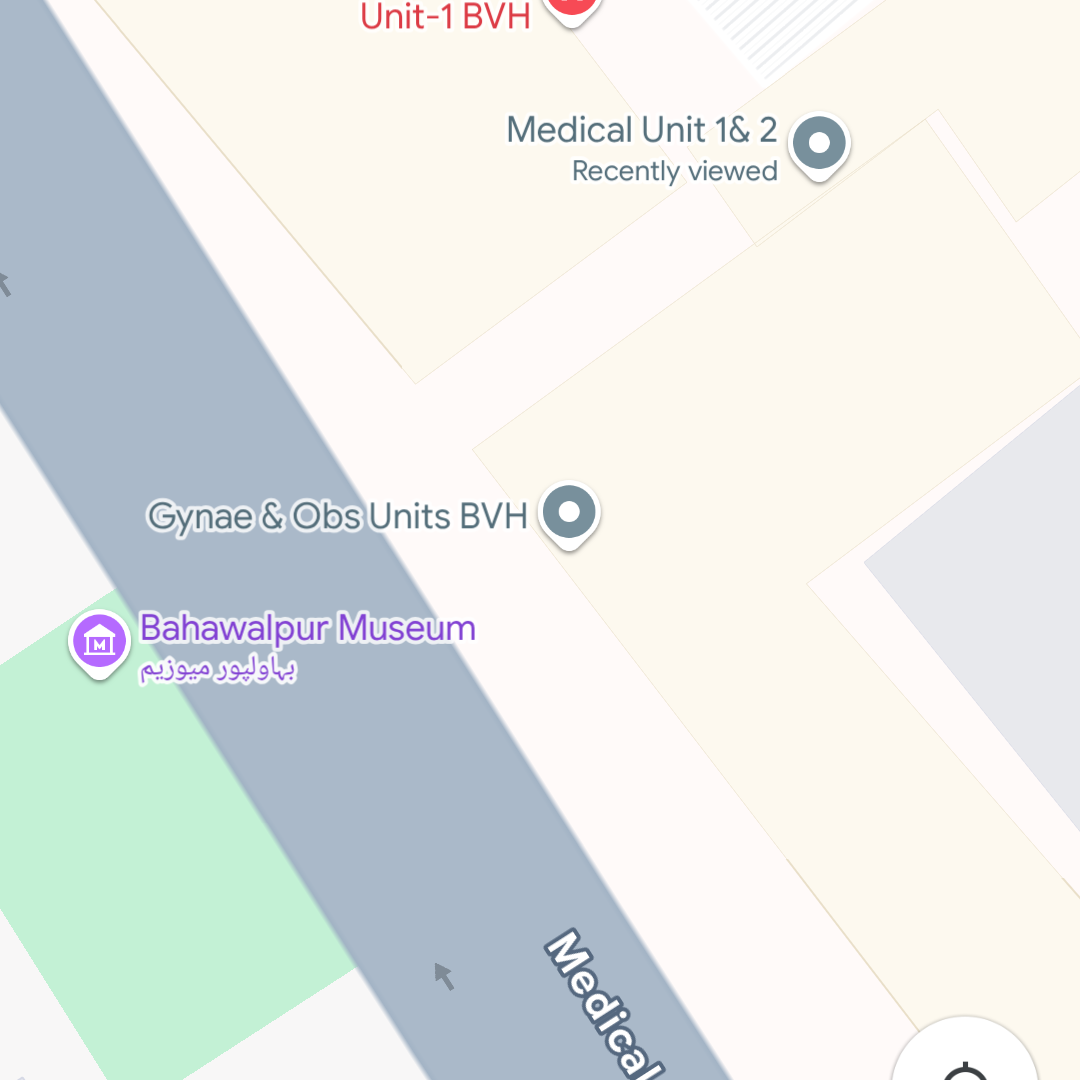 Unit-1 BVH
Medical Unit 1& 2
Recently viewed
Gynae & Obs Units BVH
Bahawalpur Museum
بہاولپور میوزیم
Medical